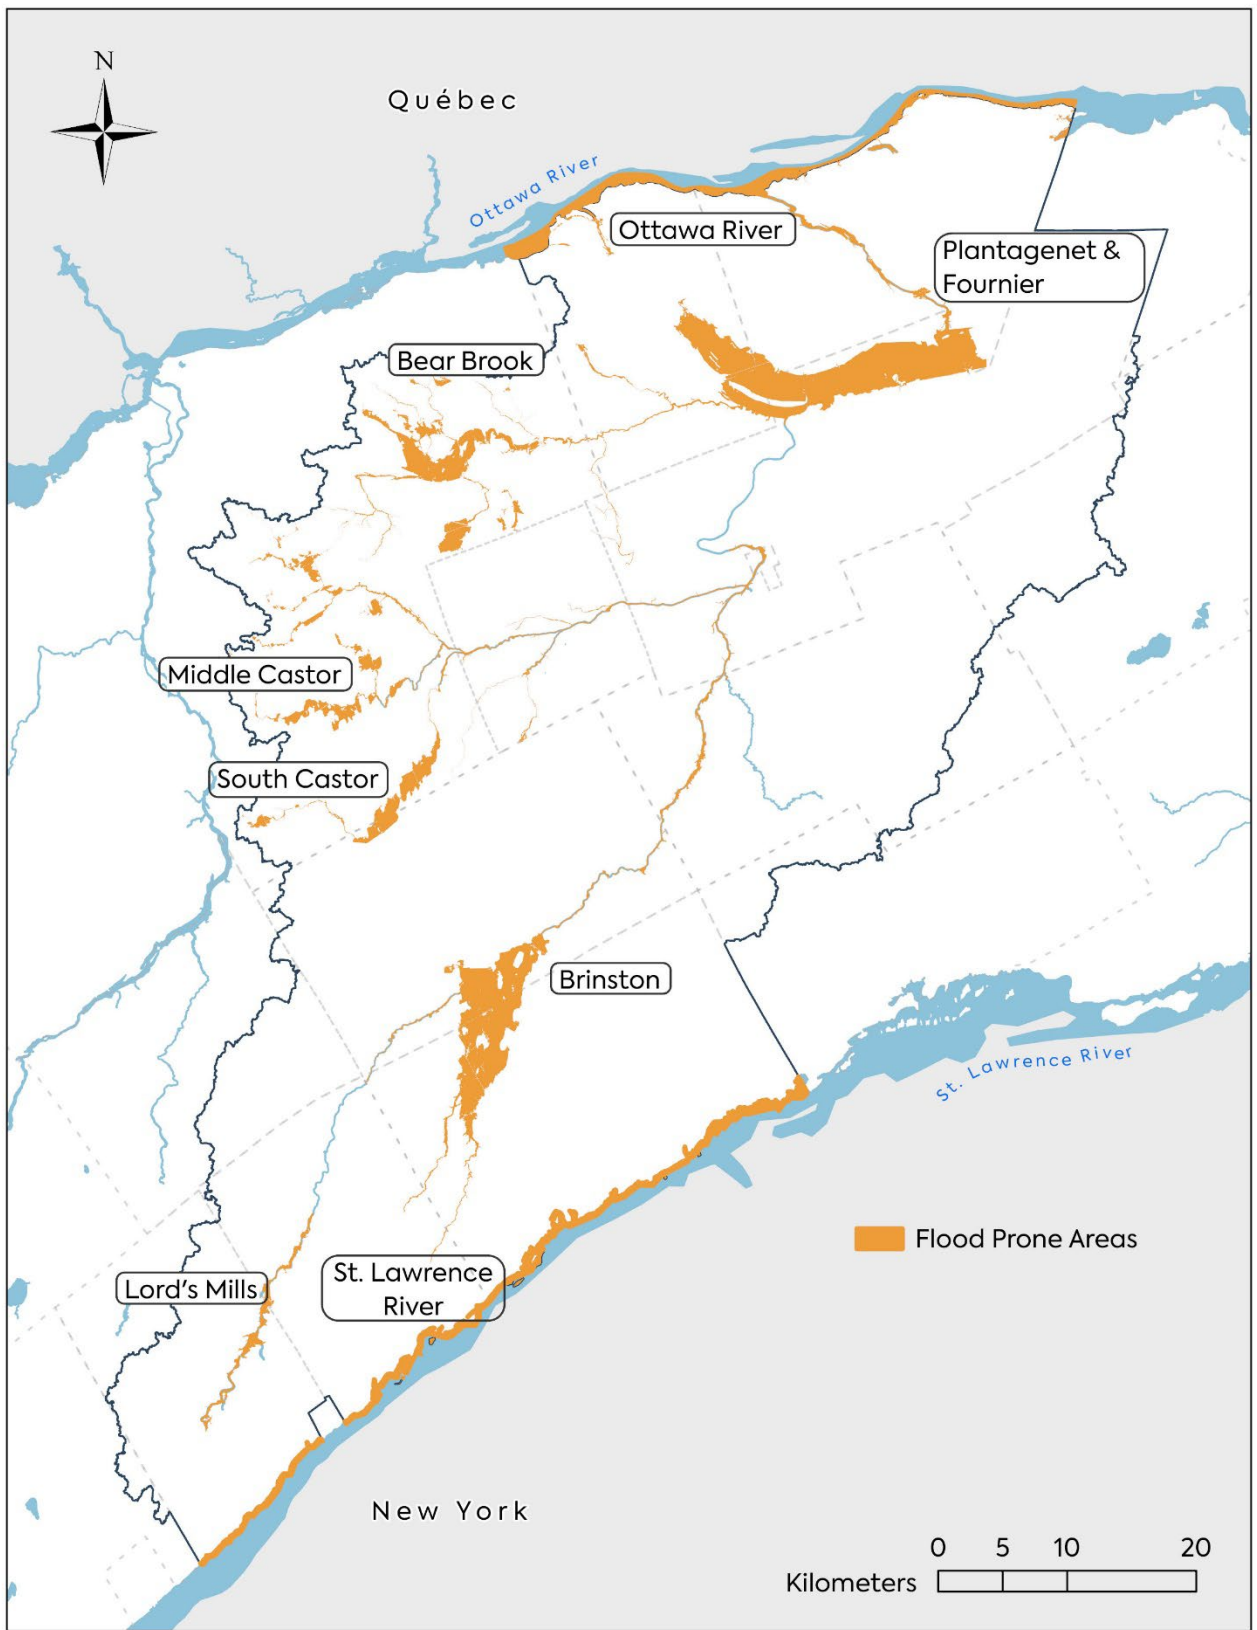 N
Québec
Ottawa River
Ottawa River
Plantagenet &
Fournier
Bear Brook
Middle Castor
South Castor
Brinston
St. Lawrence River
Flood Prone Areas
Lord's Mills
St. Lawrence
River
New York
0 5 10 20
Kilometers